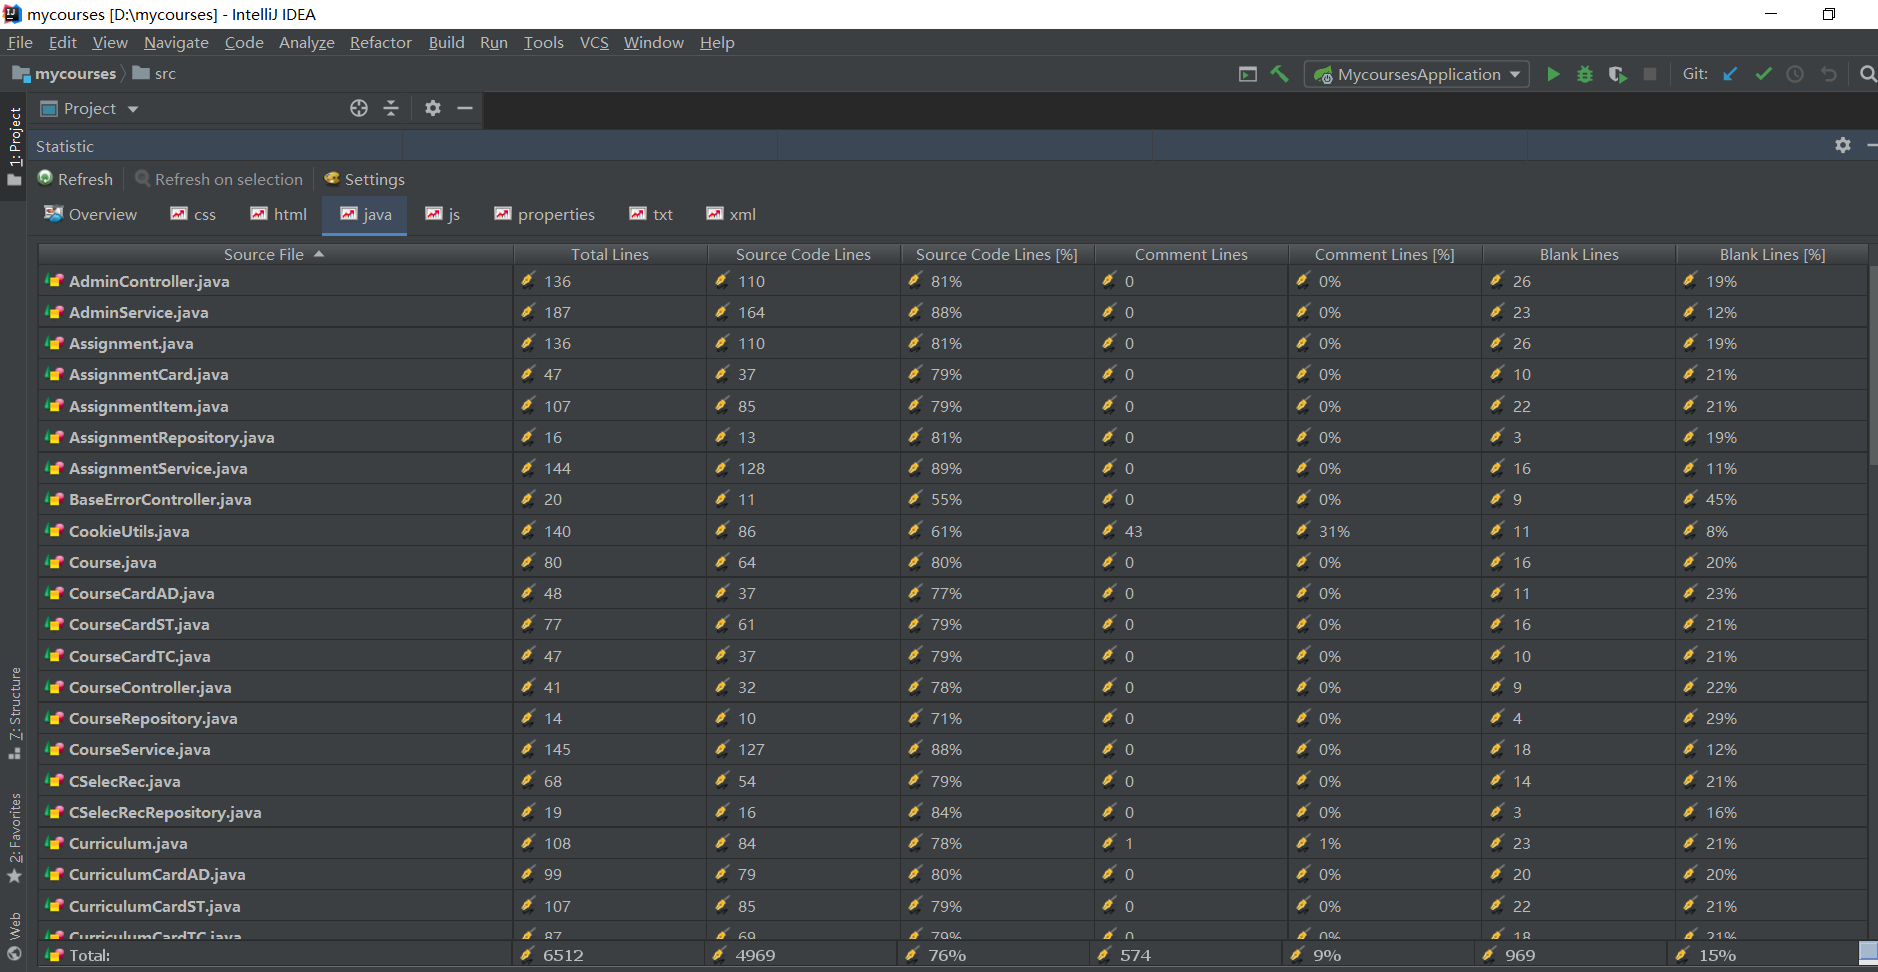 mycourses [D:\mycourses] - IntelliJ IDEA
File Edit View Navigate Code Analyze Refactor Build Run Tools VCS Window Help
mycourses src MycoursesApplication Git:
Project
1: Project
Statistic
Refresh Refresh on selection Settings
Overview css html java js properties txt xml
Source File Total Lines Source Code Lines Source Code Lines [%] Comment Lines Comment Lines [%] Blank Lines Blank Lines [%]
AdminController.java 136 110 81% 0 0% 26 19%
AdminService.java 187 164 88% 0 0% 23 12%
Assignment.java 136 110 81% 0 0% 26 19%
AssignmentCard.java 47 37 79% 0 0% 10 21%
AssignmentItem.java 107 85 79% 0 0% 22 21%
AssignmentRepository.java 16 13 81% 0 0% 3 19%
AssignmentService.java 144 128 89% 0 0% 16 11%
BaseErrorController.java 20 11 55% 0 0% 9 45%
CookieUtils.java 140 86 61% 43 31% 11 8%
Course.java 80 64 80% 0 0% 16 20%
CourseCardAD.java 48 37 77% 0 0% 11 23%
CourseCardST.java 77 61 79% 0 0% 16 21%
CourseCardTC.java 47 37 79% 0 0% 10 21%
CourseController.java 41 32 78% 0 0% 9 22%
CourseRepository.java 14 10 71% 0 0% 4 29%
CourseService.java 145 127 88% 0 0% 18 12%
CSelecRec.java 68 54 79% 0 0% 14 21%
CSelecRecRepository.java 19 16 84% 0 0% 3 16%
Curriculum.java 108 84 78% 1 1% 23 21%
CurriculumCardAD.java 99 79 80% 0 0% 20 20%
CurriculumCardST.java 107 85 79% 0 0% 22 21%
CurriculumCardTC.java 87 69 79% 0 0% 18 21%
Total: 6512 4969 76% 574 9% 969 15%
7: Structure
2: Favorites
Web